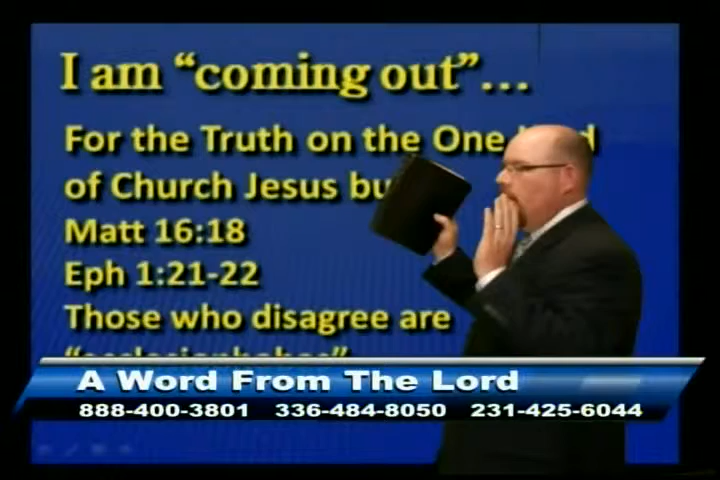 I am “coming out”...
For the Truth on the One
of Church Jesus
Matt 16:18
Eph 1:21-22
Those who disagree are
A Word From The Lord
888-400-3801 336-484-8050 231-425-6044